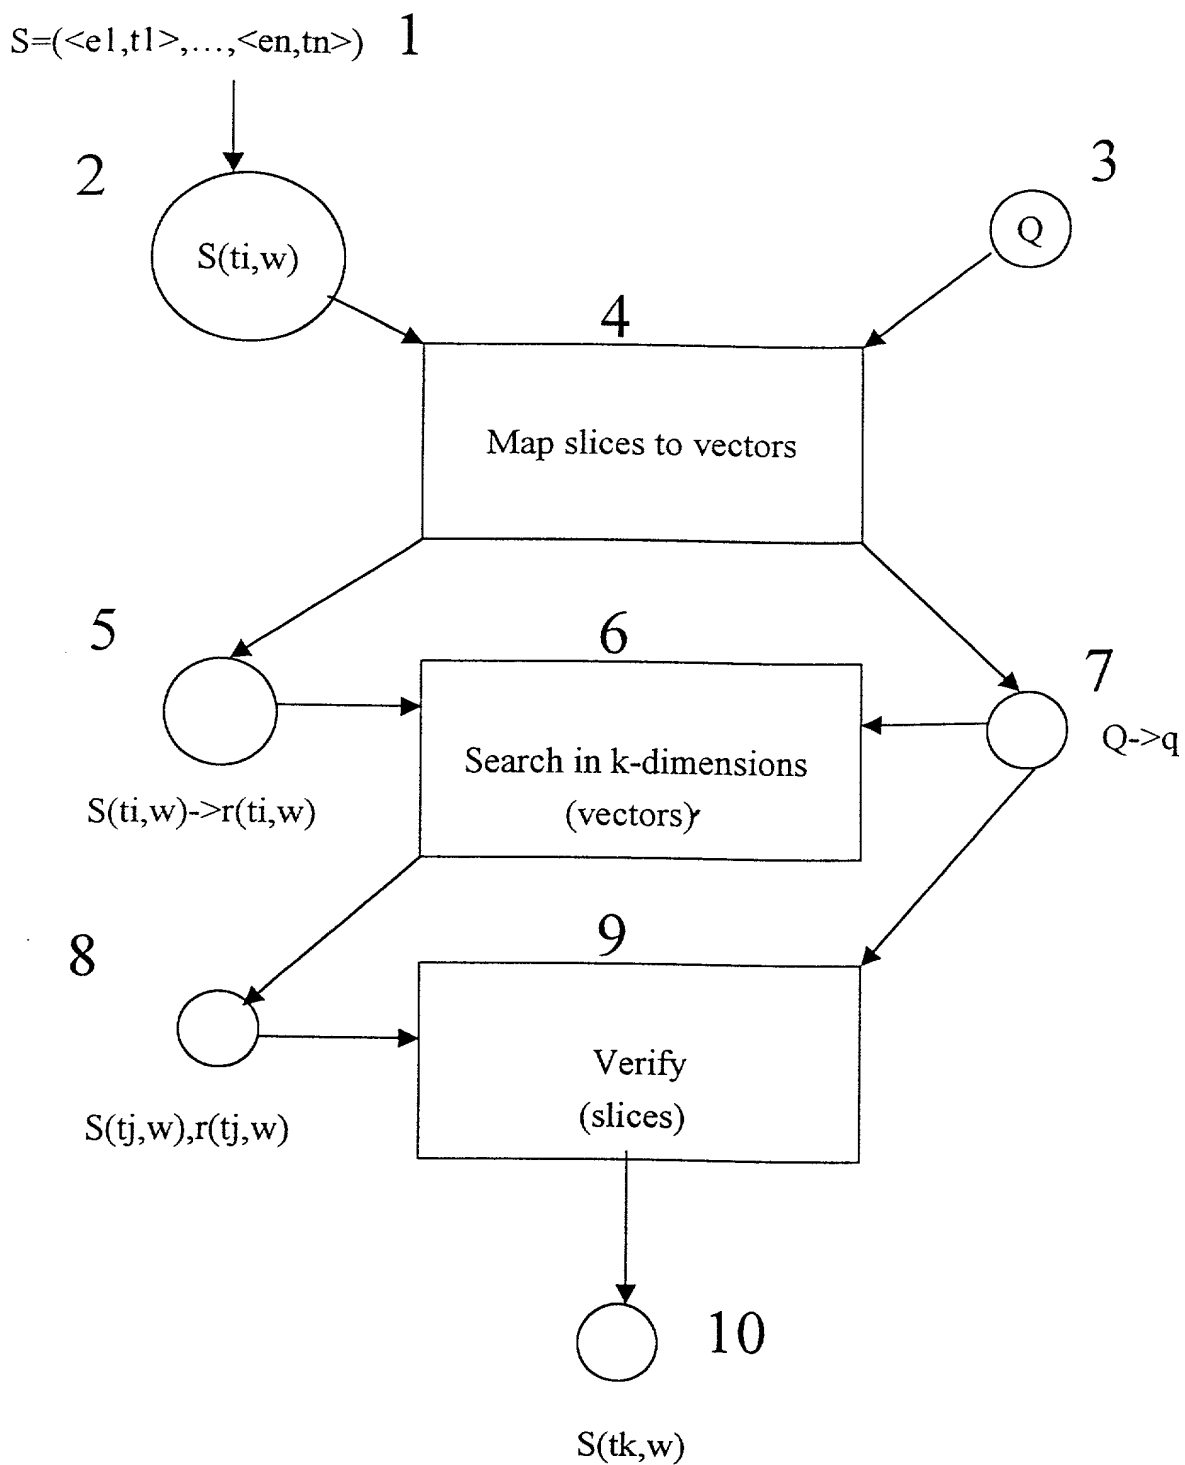 S=(<e1,t1>,...,<en,tn>) 1
2
3
S(ti,w)
Q
4
Map slices to vectors
5
6
7
Search in k-dimensions
(vectors)
Q->q
S(ti,w)->r(ti,w)
8
9
Verify
(slices)
S(tj,w),r(tj,w)
10
S(tk,w)